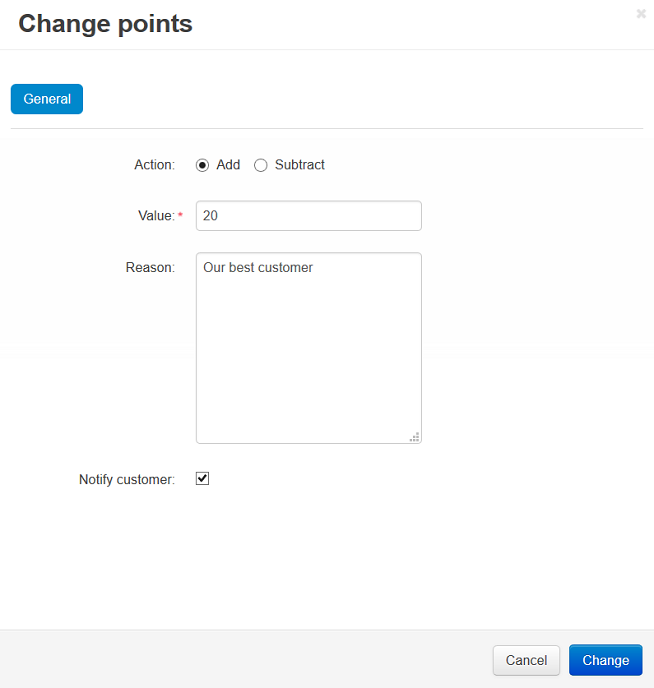 Change points
General
Action: Add Subtract
Value:* 20
Reason: Our best customer
Notify customer:
Cancel Change